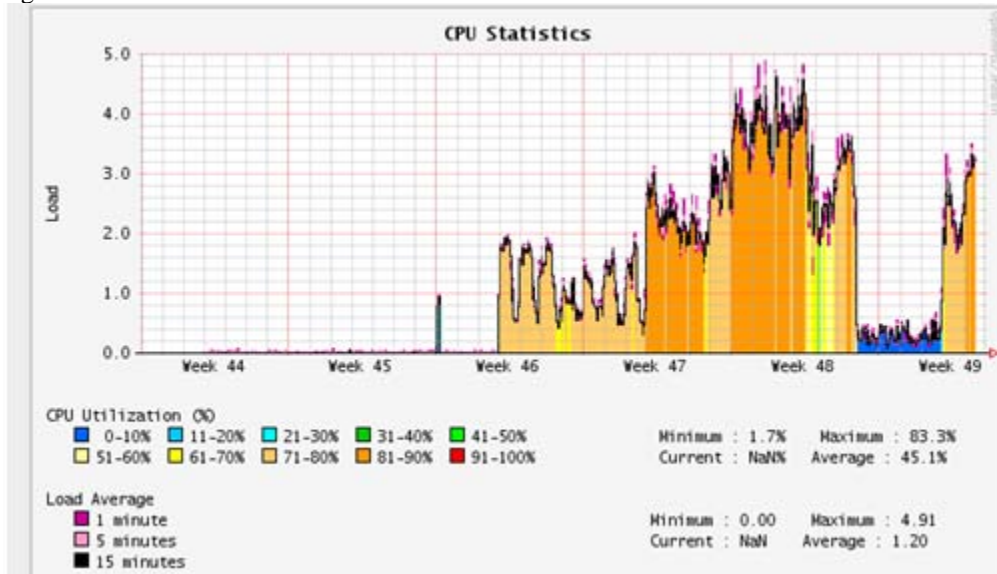 CPU Statistics
5.0
4.0
3.0
2.0
1.0
0.0
Load
Week 44 Week 45 Week 46 Week 47 Week 48 Week 49
CPU Utilization (%)
0-10% 11-20% 21-30% 31-40% 41-50% Minimum : 1.7% Maximum : 83.3%
51-60% 61-70% 71-80% 81-90% 91-100% Current : NaN% Average : 45.1%
Load Average
1 minute Minimum : 0.00 Maximum : 4.91
5 minutes Current : NaN Average : 1.20
15 minutes